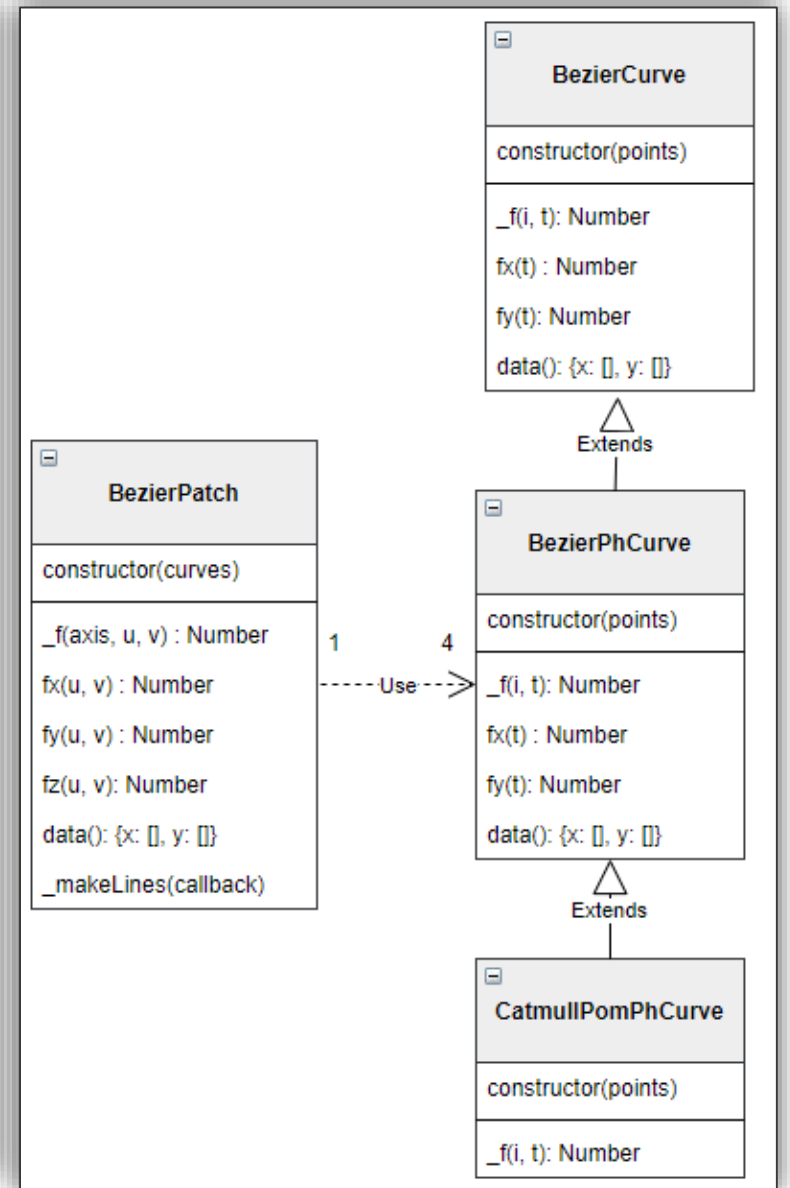 BezierCurve
constructor(points)
_f(i, t): Number
fx(t) : Number
fy(t): Number
data(): {x: [], y: []}
Extends
BezierPatch
constructor(curves)
_f(axis, u, v) : Number
fx(u, v) : Number
fy(u, v) : Number
fz(u, v): Number
data(): {x: [], y: []}
_makeLines(callback)
1
4
Use
BezierPhCurve
constructor(points)
_f(i, t): Number
fx(t) : Number
fy(t): Number
data(): {x: [], y: []}
Extends
CatmullPomPhCurve
constructor(points)
_f(i, t): Number